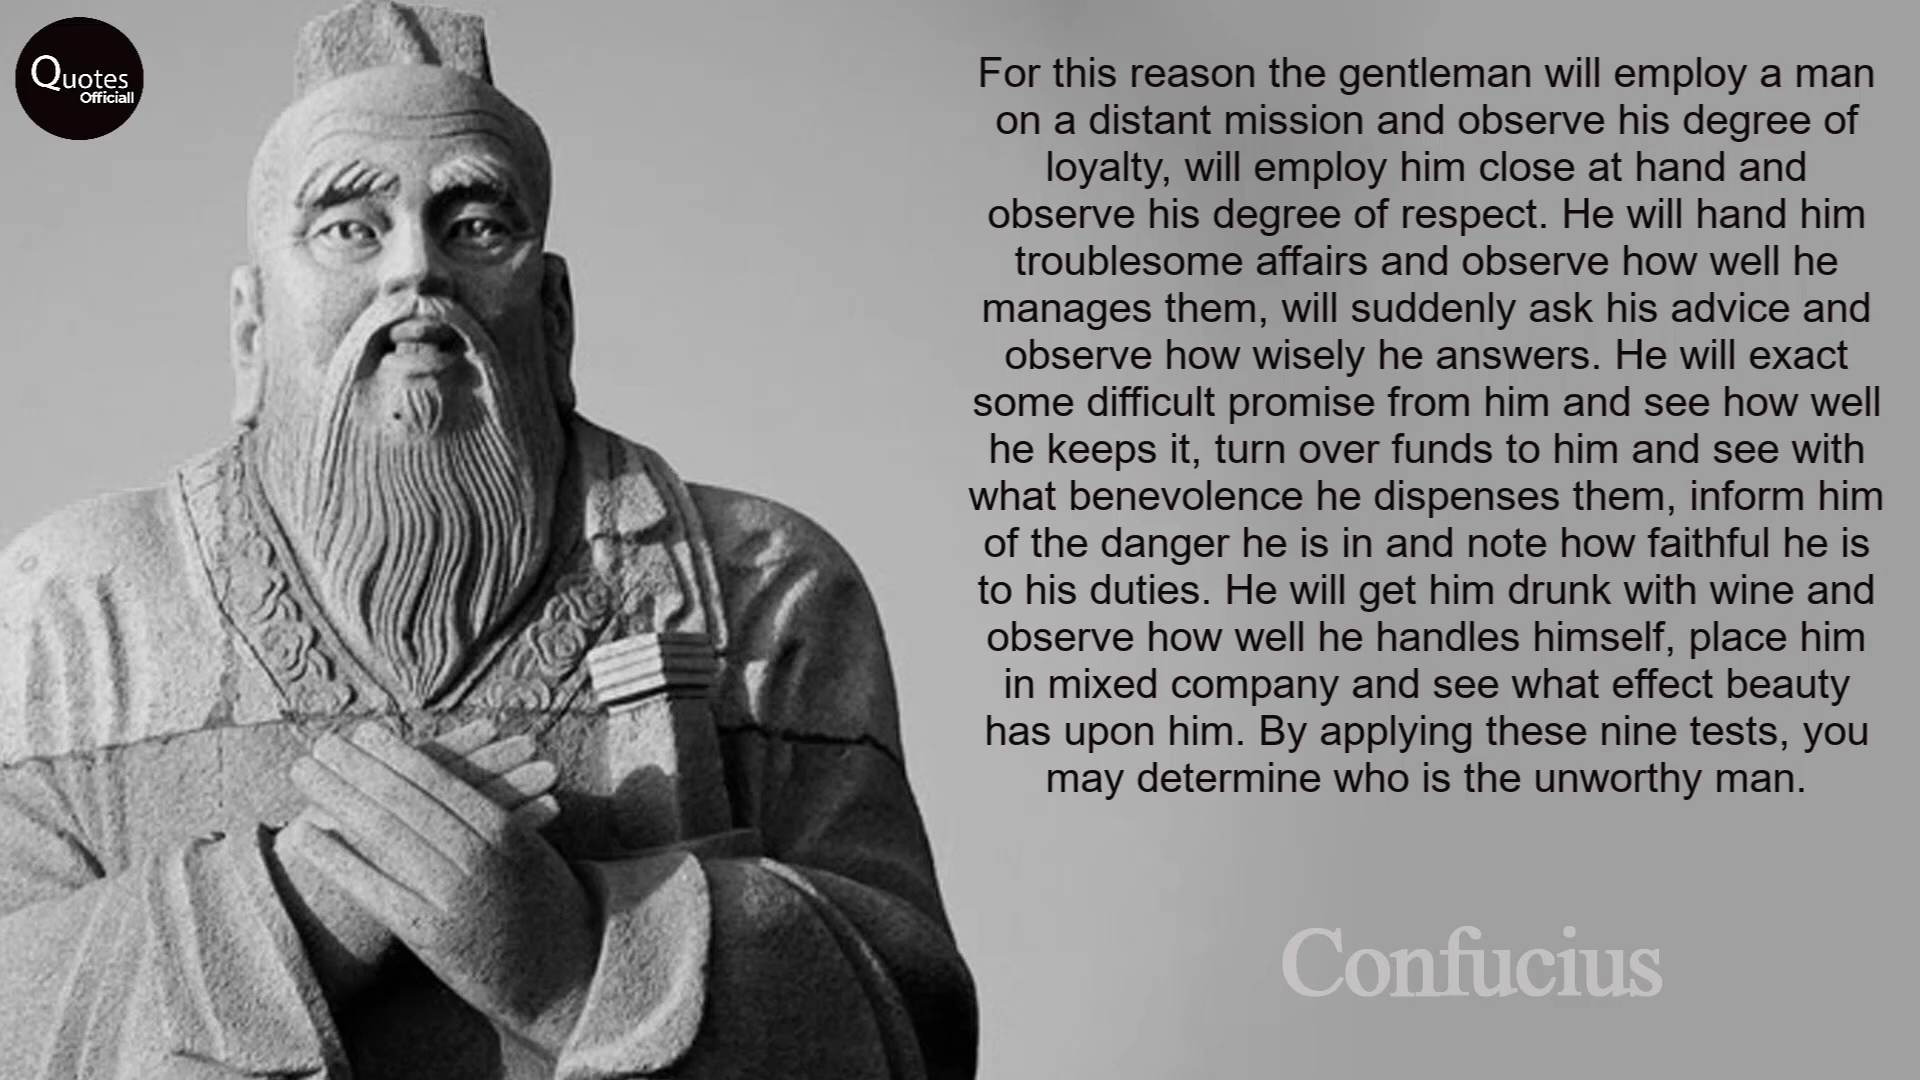 Quotes
Officiall
For this reason the gentleman will employ a man
on a distant mission and observe his degree of
loyalty, will employ him close at hand and
observe his degree of respect. He will hand him
troublesome affairs and observe how well he
manages them, will suddenly ask his advice and
observe how wisely he answers. He will exact
some difficult promise from him and see how well
he keeps it, turn over funds to him and see with
what benevolence he dispenses them, inform him
of the danger he is in and note how faithful he is
to his duties. He will get him drunk with wine and
observe how well he handles himself, place him
in mixed company and see what effect beauty
has upon him. By applying these nine tests, you
may determine who is the unworthy man.
Confucius